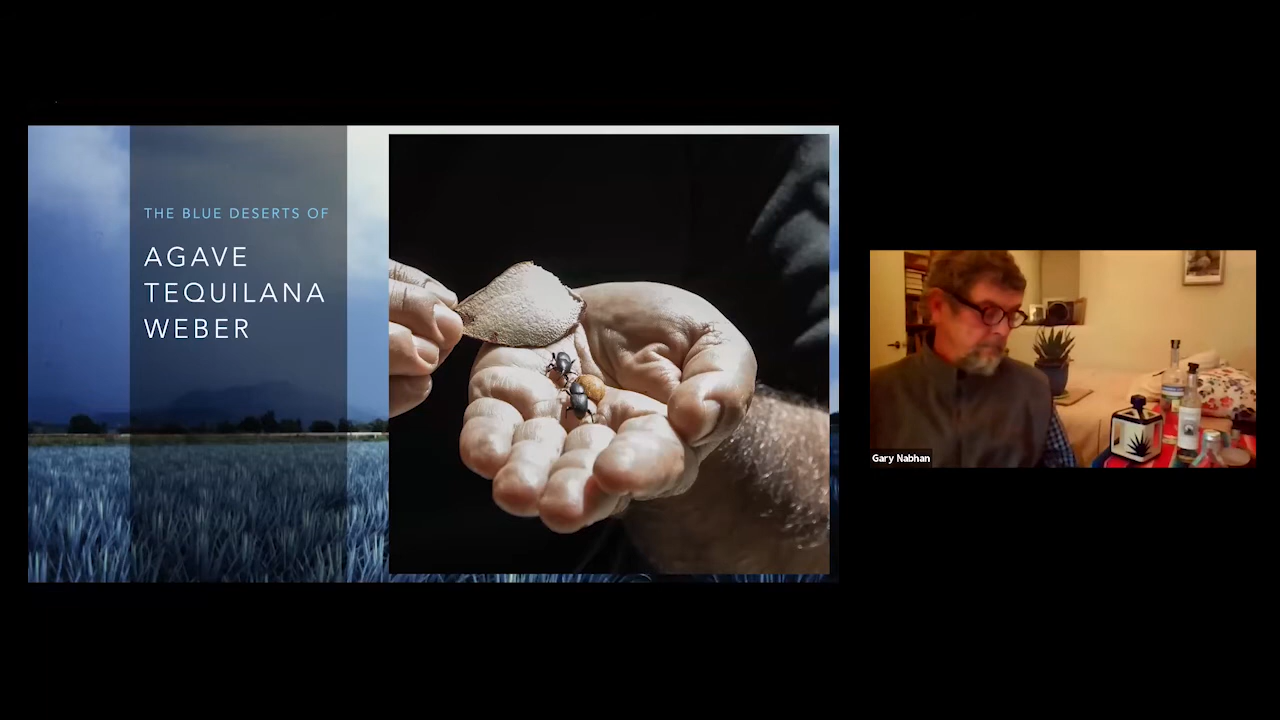 THE BLUE DESERTS OF
AGAVE
TEQUILANA
WEBER
Gary Nabhan